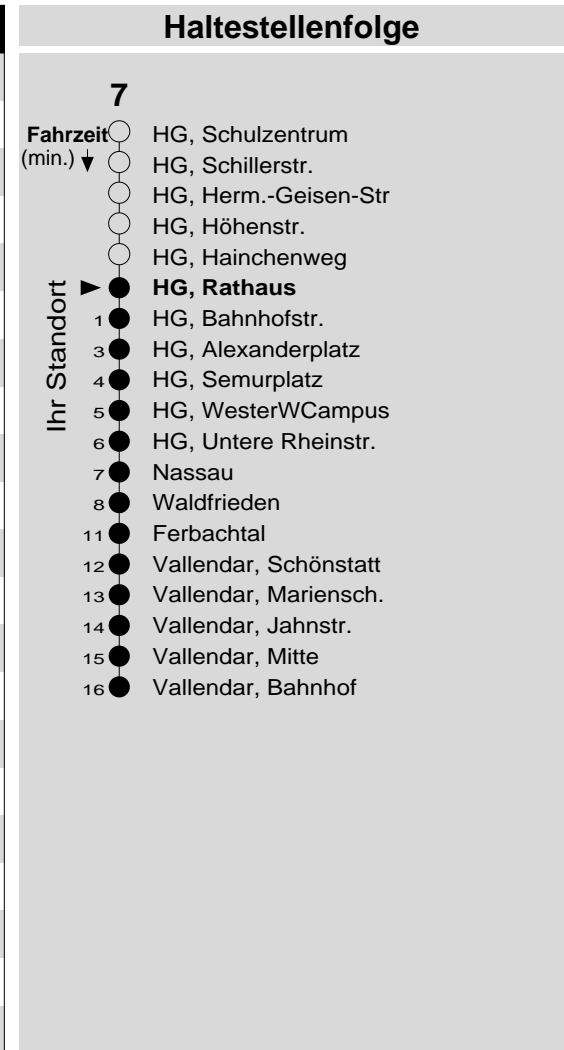 Haltestellenfolge
7
Fahrzeit
(min.)
HG, Schulzentrum
HG, Schillerstr.
HG, Herm.-Geisen-Str
HG, Höhenstr.
HG, Hainchenweg
Ihr Standort
HG, Rathaus
1 HG, Bahnhofstr.
3 HG, Alexanderplatz
4 HG, Semurplatz
5 HG, WesterWCampus
6 HG, Untere Rheinstr.
7 Nassau
8 Waldfrieden
11 Ferbachtal
12 Vallendar, Schönstatt
13 Vallendar, Mariensch.
14 Vallendar, Jahnstr.
15 Vallendar, Mitte
16 Vallendar, Bahnhof